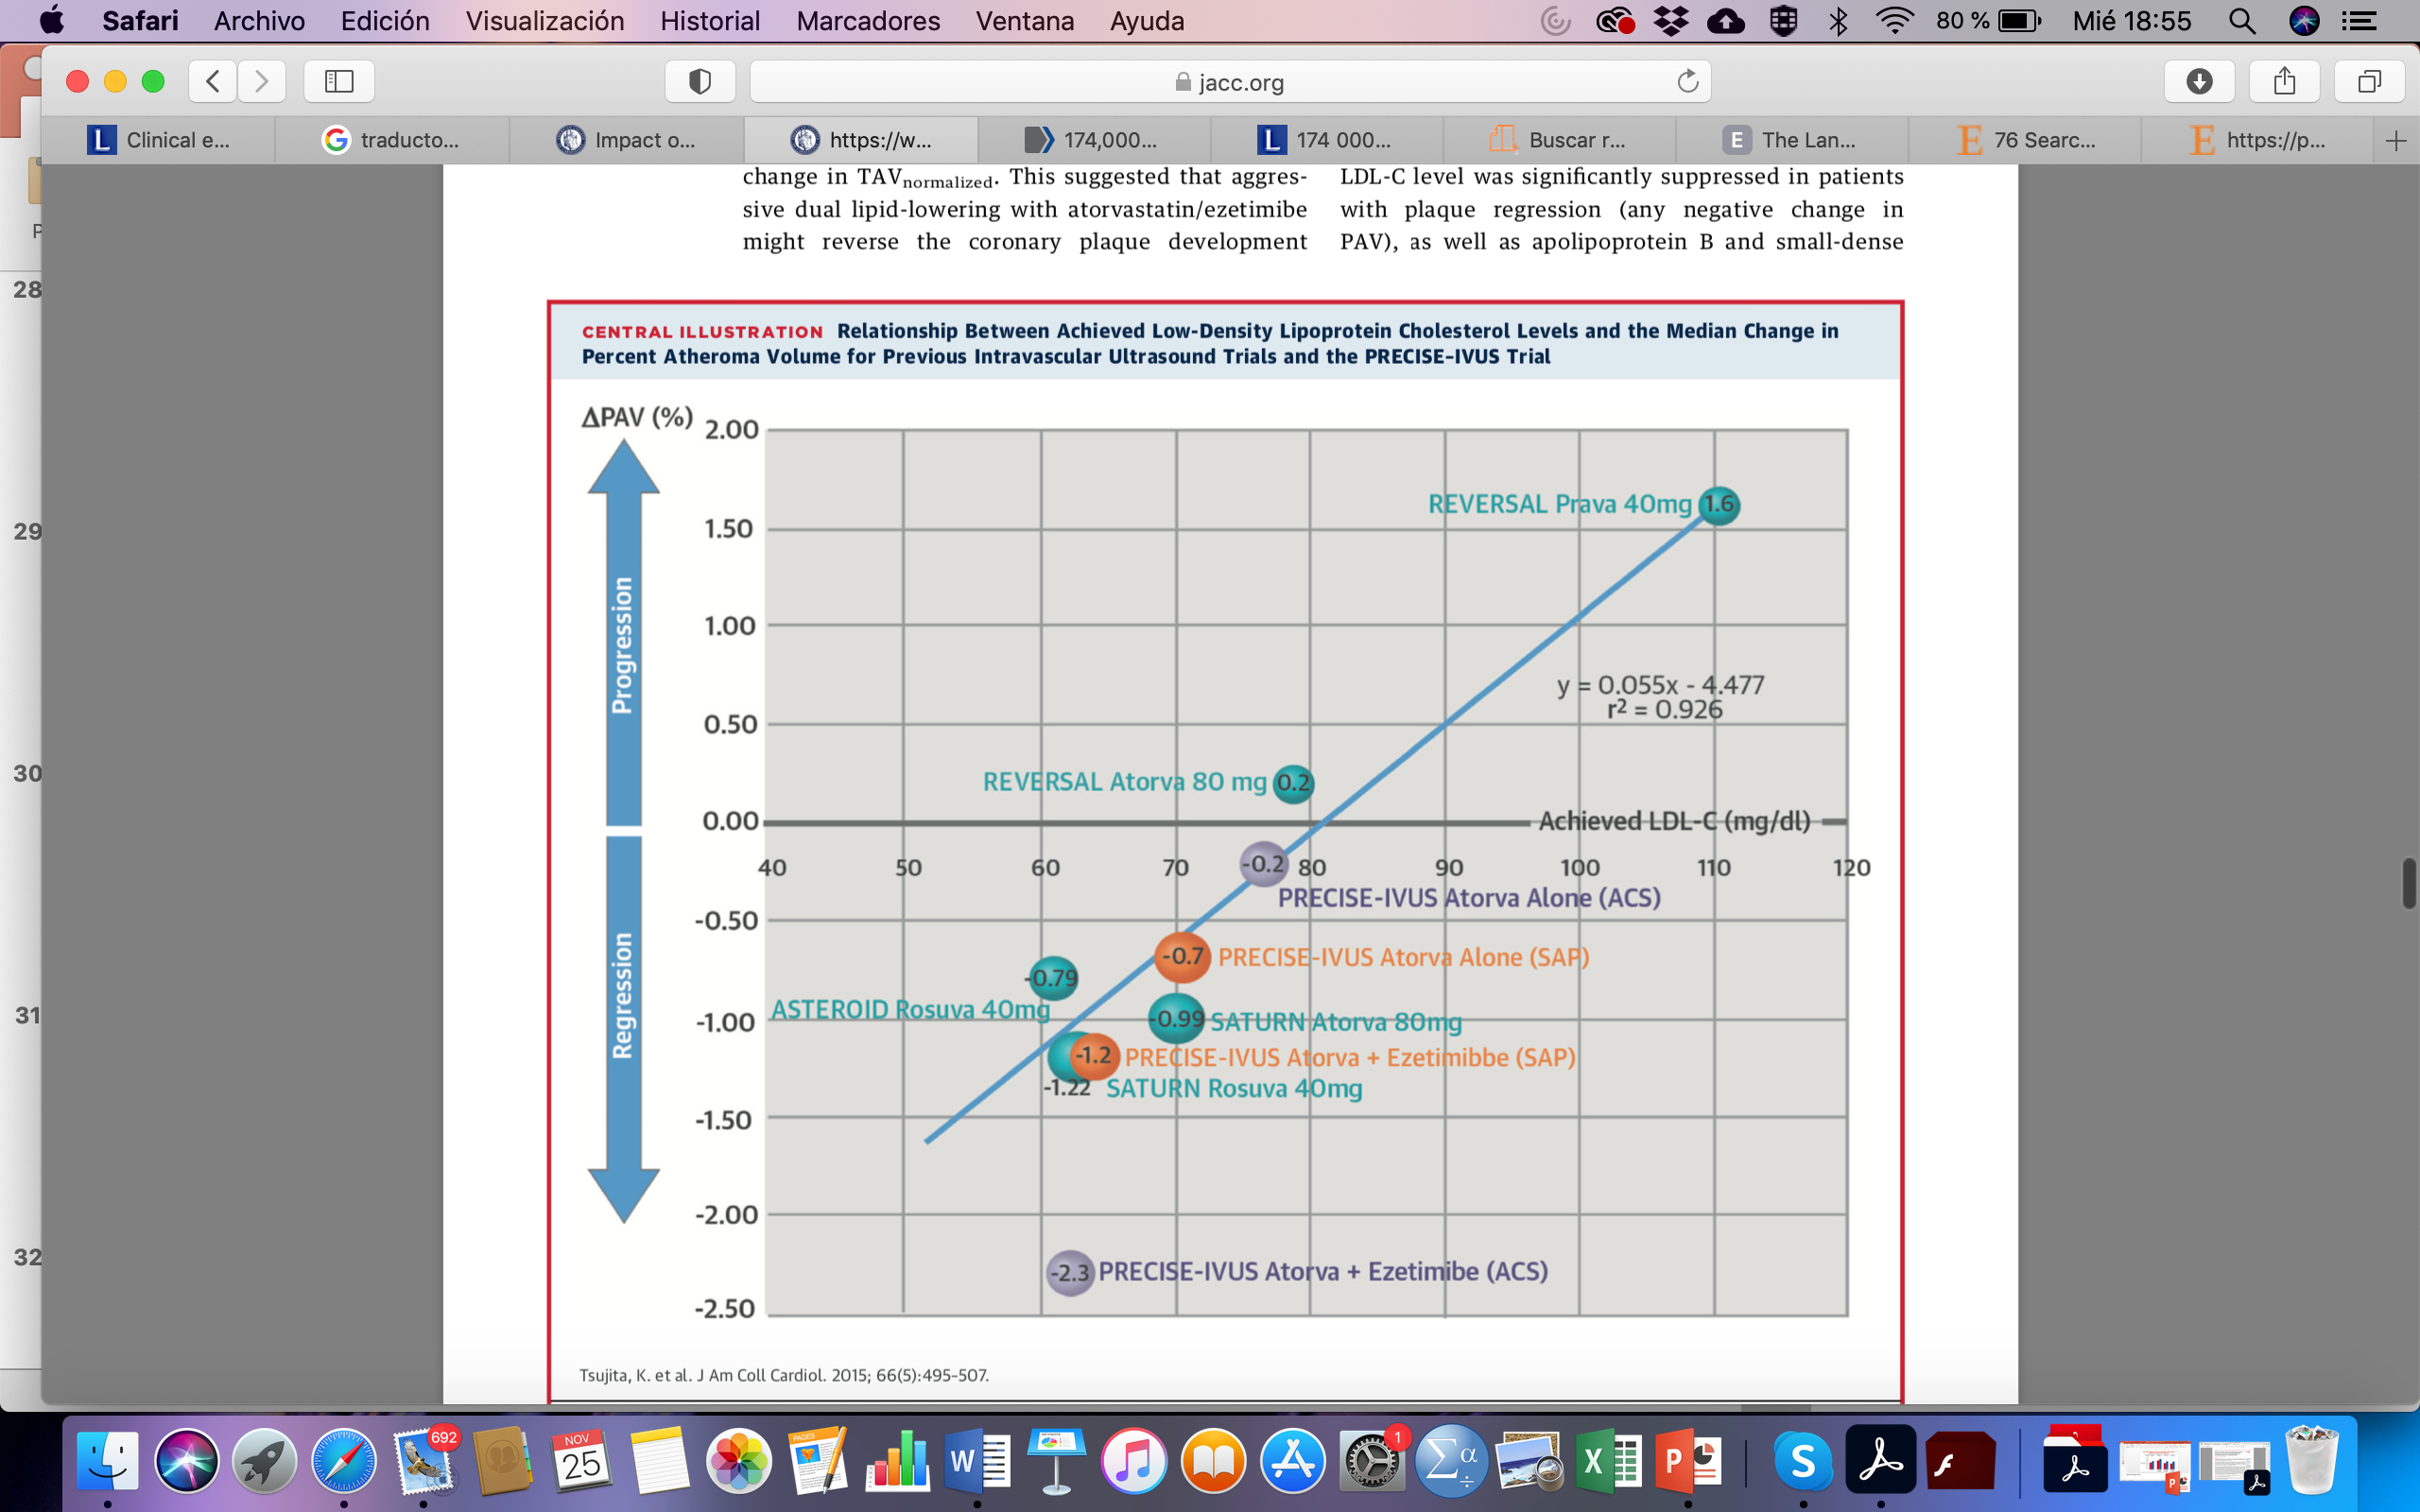 Safari Archivo Edición Visualización Historial Marcadores Ventana Ayuda 80 % Mié 18:55
jacc.org
Clinical e... traducto... Impact o... https://w... 174,000... 174 000... Buscar r... The Lan... 76 Searc... https://p...
change in TAVnormalized. This suggested that aggres-
sive dual lipid-lowering with atorvastatin/ezetimibe
might reverse the coronary plaque development
LDL-C level was significantly suppressed in patients
with plaque regression (any negative change in
PAV), as well as apolipoprotein B and small-dense
28
29
30
31
32
CENTRAL ILLUSTRATION Relationship Between Achieved Low-Density Lipoprotein Cholesterol Levels and the Median Change in
Percent Atheroma Volume for Previous Intravascular Ultrasound Trials and the PRECISE-IVUS Trial
ΔPAV (%)
Progression
Regression
2.00
1.50
1.00
0.50
0.00
-0.50
-1.00
-1.50
-2.00
-2.50
REVERSAL Prava 40mg 1.6
y = 0.055x - 4.477
r² = 0.926
REVERSAL Atorva 80 mg 0.2
Achieved LDL-C (mg/dl)
40 50 60 70 80 90 100 110 120
-0.2
PRECISE-IVUS Atorva Alone (ACS)
-0.7 PRECISE-IVUS Atorva Alone (SAP)
-0.79
ASTEROID Rosuva 40mg
-0.99 SATURN Atorva 80mg
-1.2 PRECISE-IVUS Atorva + Ezetimibbe (SAP)
-1.22 SATURN Rosuva 40mg
-2.3 PRECISE-IVUS Atorva + Ezetimibe (ACS)
Tsujita, K. et al. J Am Coll Cardiol. 2015; 66(5):495-507.
692
NOV
25
PAGES
1